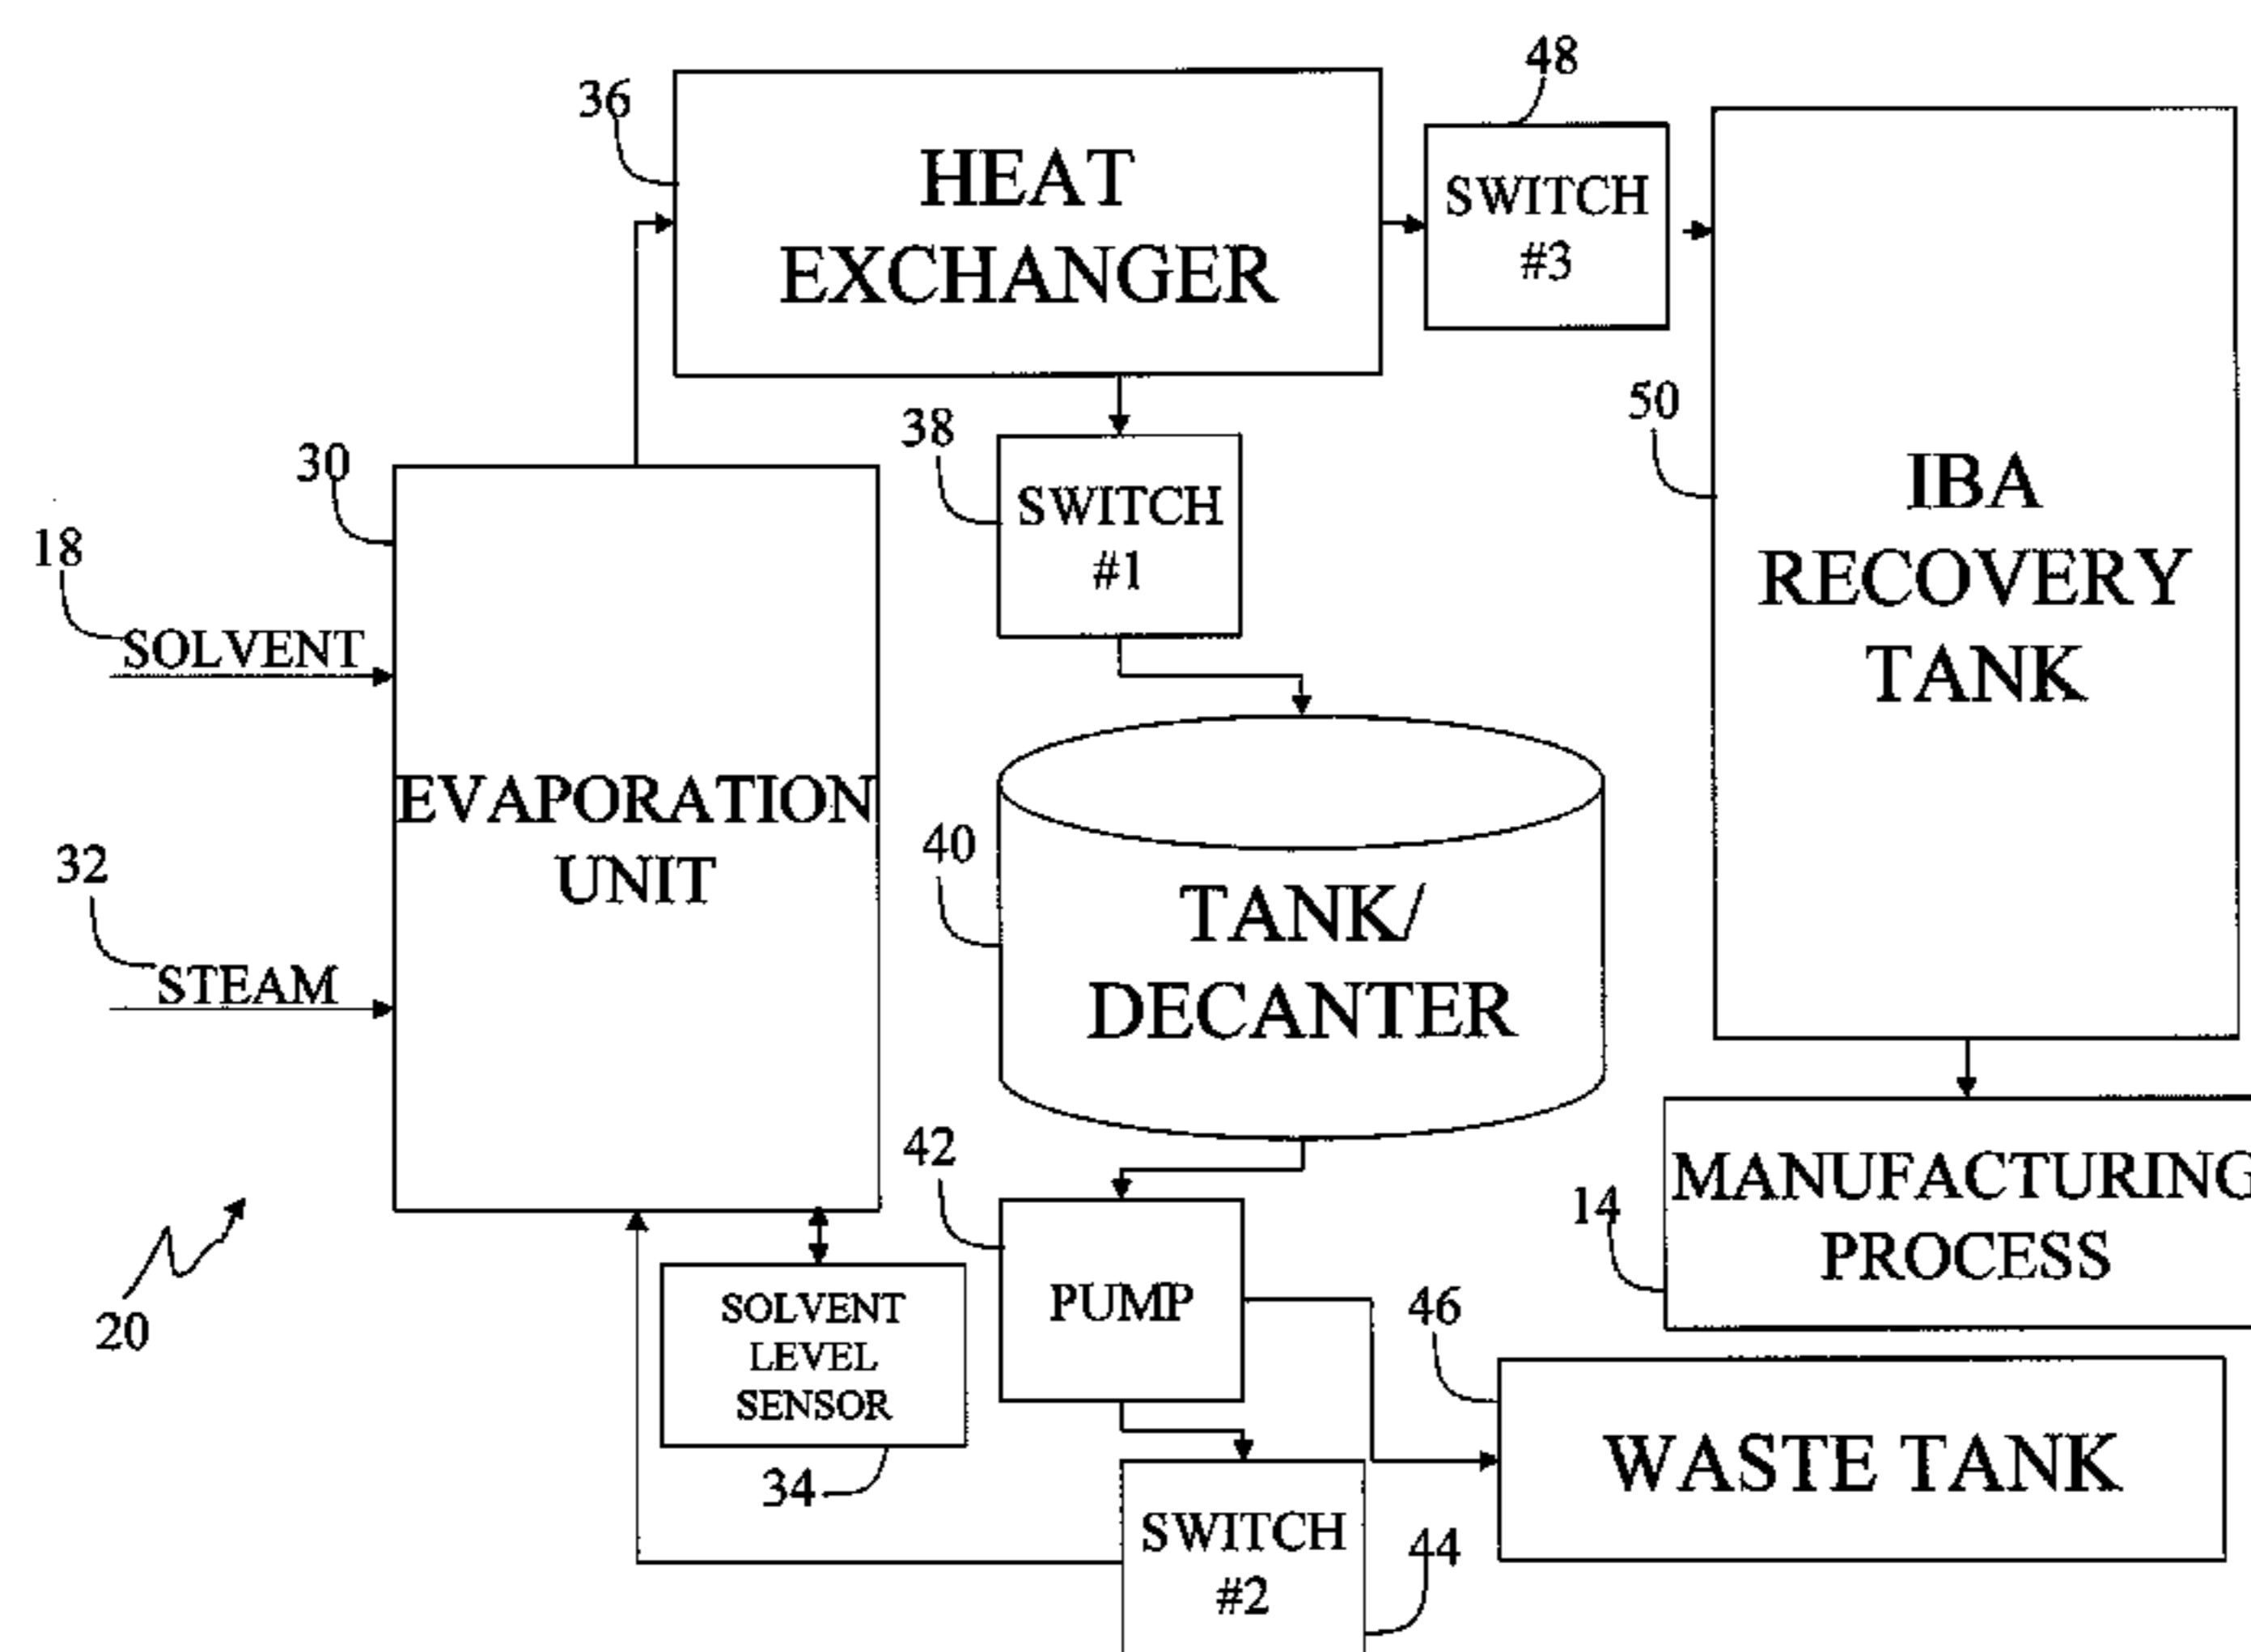 48
36
HEAT
EXCHANGER
SWITCH
#3
38
SWITCH
#1
50
IBA
RECOVERY
TANK
30
18
SOLVENT
EVAPORATION
UNIT
32
STEAM
40
TANK/
DECANTER
42
PUMP
14
MANUFACTURING
PROCESS
20
SOLVENT
LEVEL
SENSOR
34
46
WASTE TANK
SWITCH
#2
44